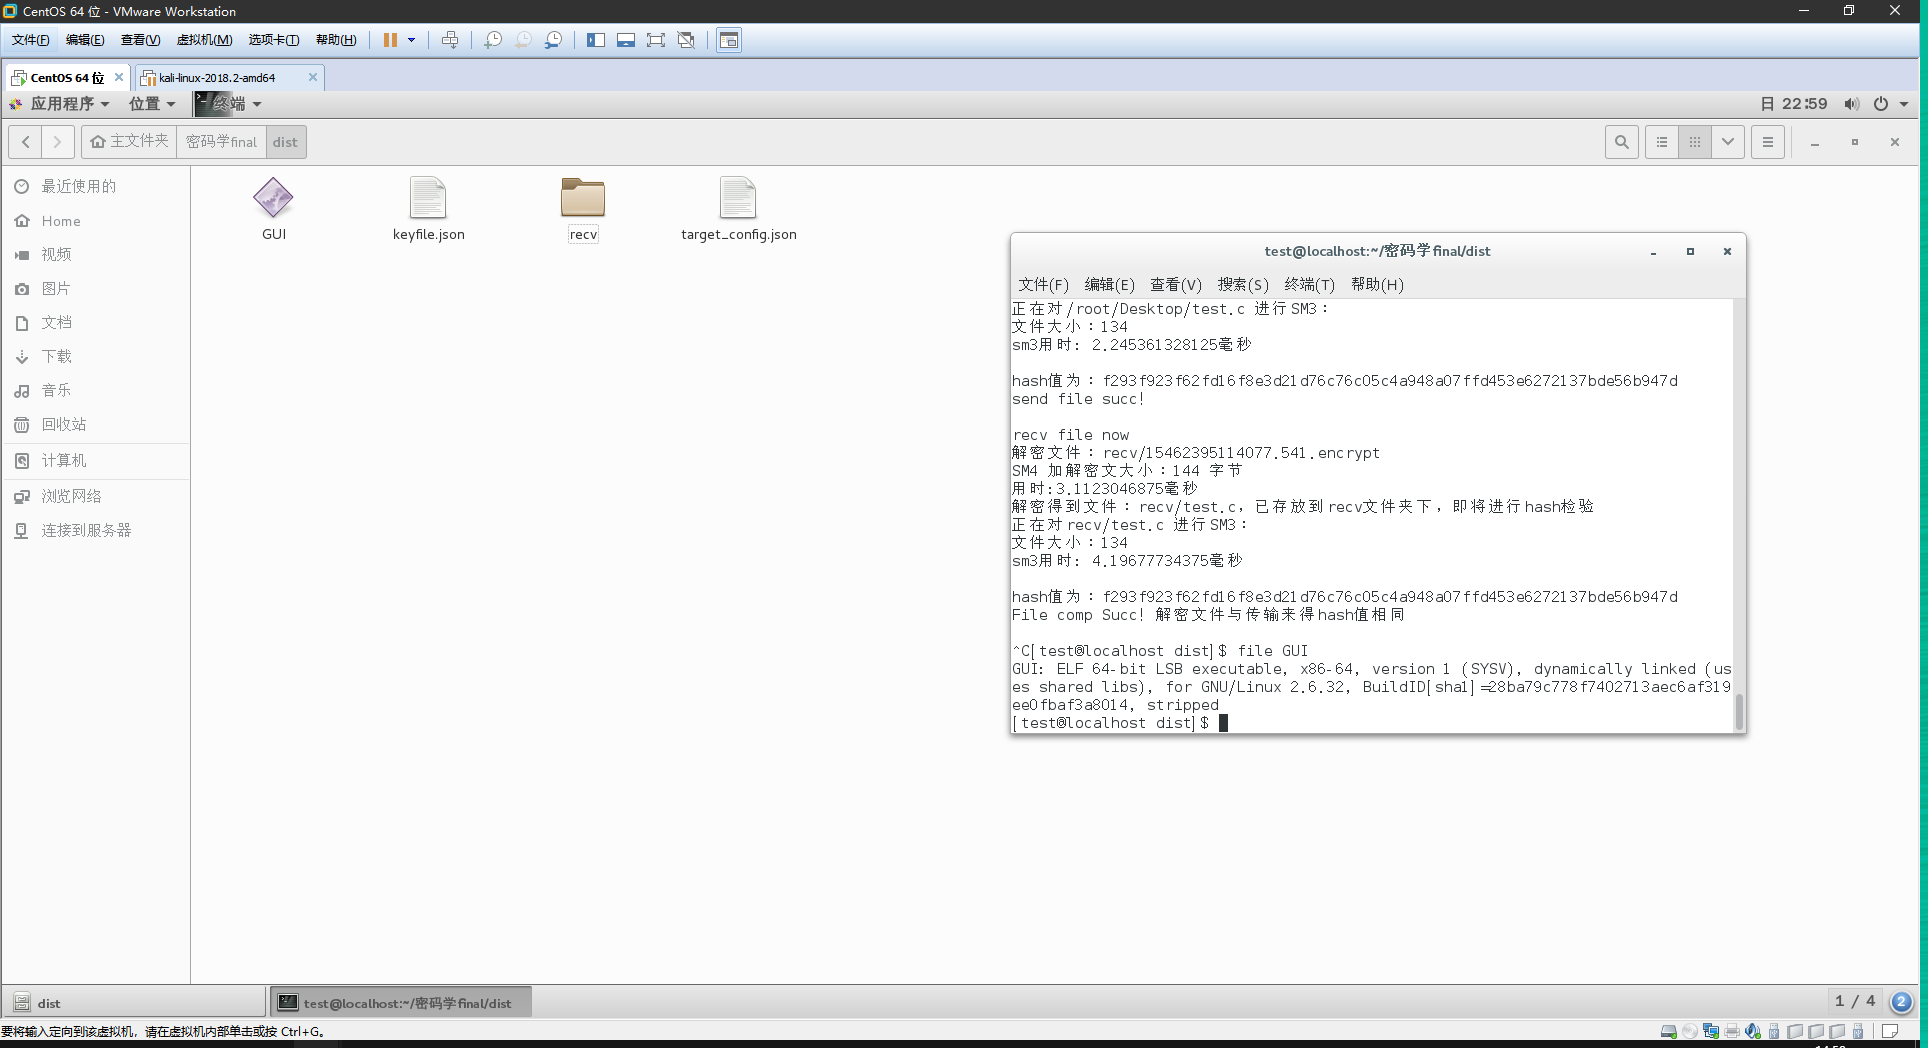 CentOS 64 位 - VMware Workstation
文件(F) 编辑(E) 查看(V) 虚拟机(M) 选项卡(T) 帮助(H)
CentOS 64 位 kali-linux-2018.2-amd64
应用程序 位置 终端 日 22:59
主文件夹 密码学final dist
最近使用的
Home
视频
图片
文档
下载
音乐
回收站
计算机
浏览网络
连接到服务器
GUI keyfile.json recv target_config.json
test@localhost:~/密码学final/dist
文件(F) 编辑(E) 查看(V) 搜索(S) 终端(T) 帮助(H)
正在对/root/Desktop/test.c 进行SM3：
文件大小：134
sm3用时: 2.245361328125毫秒
hash值为：f293f923f62fd16f8e3d21d76c76c05c4a948a07ffd453e6272137bde56b947d
send file succ!
recv file now
解密文件：recv/15462395114077.541.encrypt
SM4 加解密文大小：144 字节
用时:3.1123046875毫秒
解密得到文件：recv/test.c，已存放到recv文件夹下，即将进行hash检验
正在对recv/test.c 进行SM3：
文件大小：134
sm3用时: 4.19677734375毫秒
hash值为：f293f923f62fd16f8e3d21d76c76c05c4a948a07ffd453e6272137bde56b947d
File comp Succ! 解密文件与传输来得hash值相同
^C[test@localhost dist]$ file GUI
GUI: ELF 64-bit LSB executable, x86-64, version 1 (SYSV), dynamically linked (us
es shared libs), for GNU/Linux 2.6.32, BuildID[sha1]=28ba79c778f7402713aec6af319
ee0fbaf3a8014, stripped
[test@localhost dist]$
dist test@localhost:~/密码学final/dist 1 / 4 2
要将输入定向到该虚拟机，请在虚拟机内部单击或按 Ctrl+G。